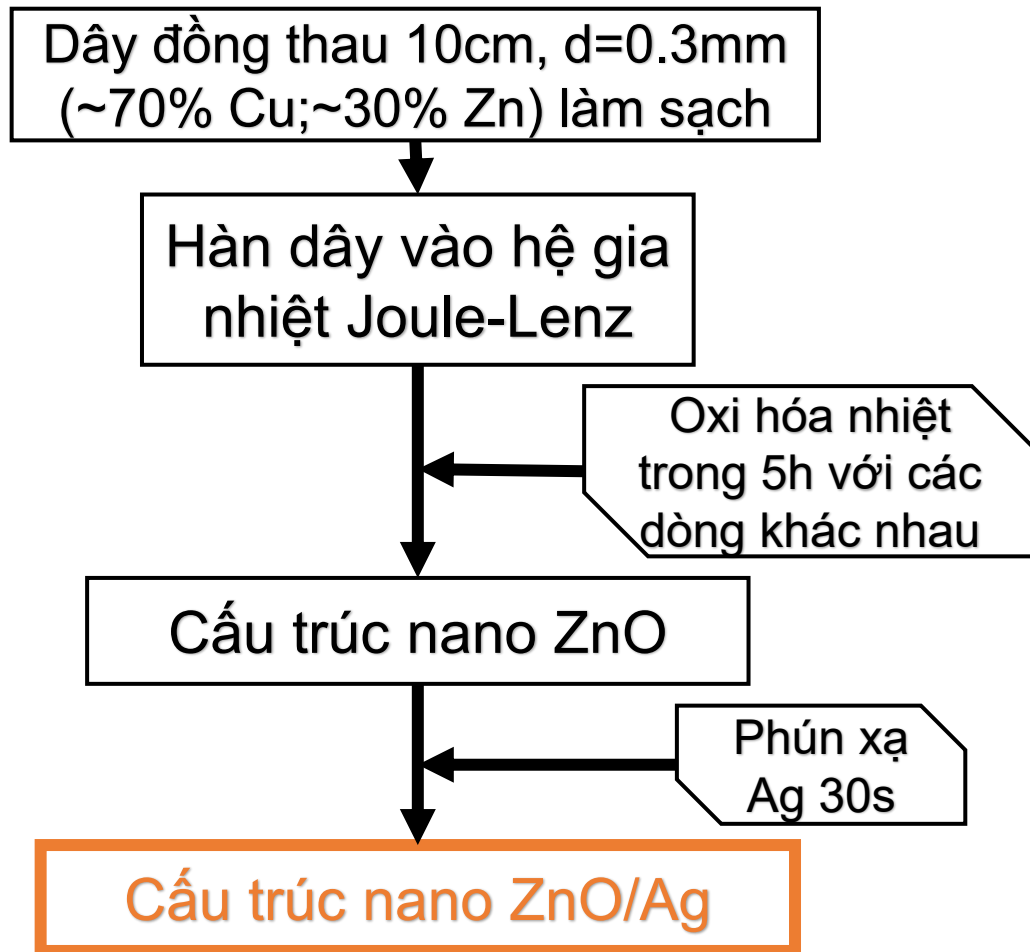 Dây đồng thau 10cm, d=0.3mm
(~70% Cu;~30% Zn) làm sạch
Hàn dây vào hệ gia
nhiệt Joule-Lenz
Oxi hóa nhiệt
trong 5h với các
dòng khác nhau
Cấu trúc nano ZnO
Phún xạ
Ag 30s
Cấu trúc nano ZnO/Ag